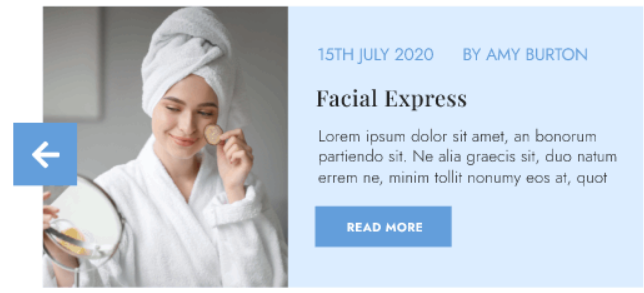 15TH JULY 2020 BY AMY BURTON
Facial Express
Lorem ipsum dolor sit amet, an bonorum
partiendo sit. Ne alia graecis sit, duo natum
errem ne, minim tollit nonumy eos at, quot
READ MORE